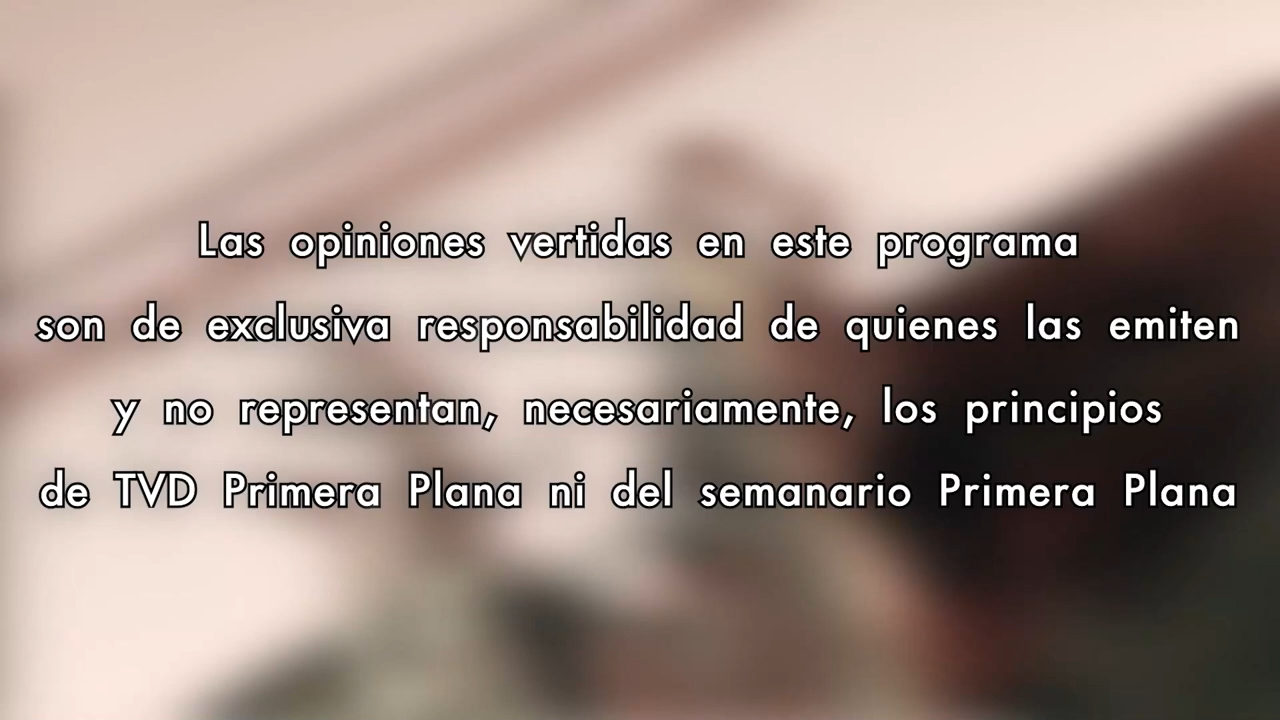 Las opiniones vertidas en este programa
son de exclusiva responsabilidad de quienes las emiten
y no representan, necesariamente, los principios
de TVD Primera Plana ni del semanario Primera Plana